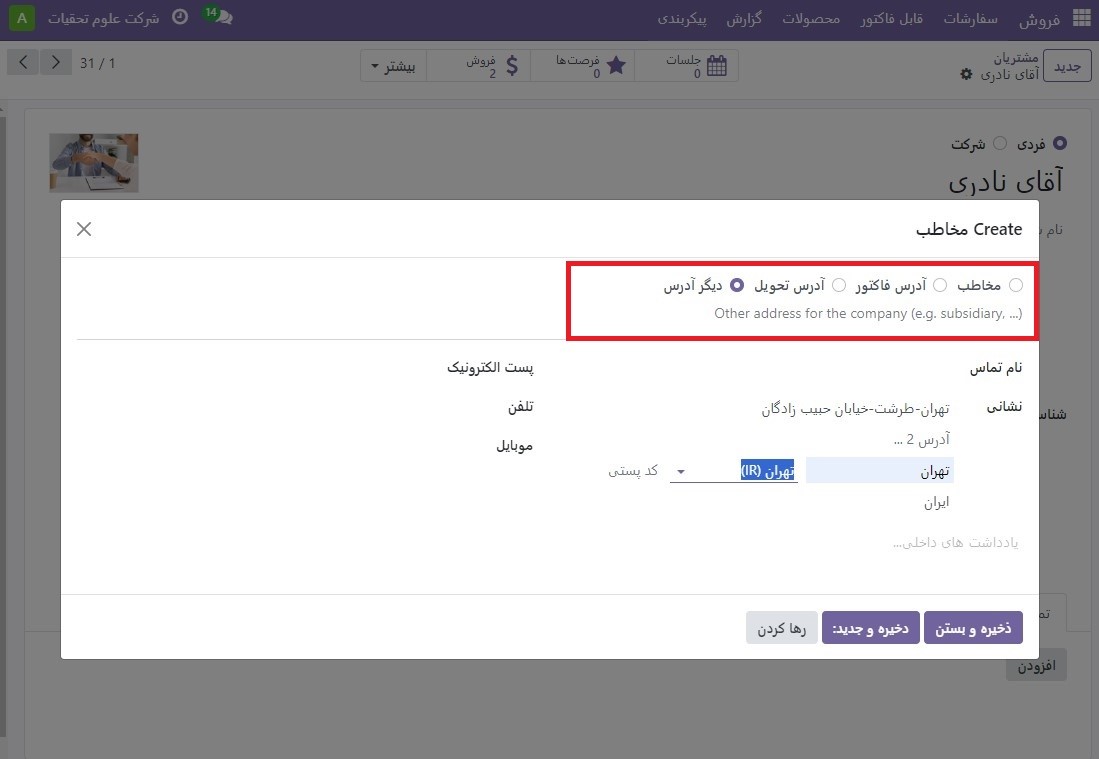 فروش سفارشات قابل فاکتور محصولات گزارش پیکربندی 14 شرکت علوم تحقیات A
جدید مشتریان آقای نادری جلسات 0 فرصت‌ها 0 فروش 2 بیشتر 31 / 1
فردی شرکت
آقای نادری
نام
Create مخاطب
مخاطب آدرس فاکتور آدرس تحویل دیگر آدرس
Other address for the company (e.g. subsidiary, ...)
نام تماس پست الکترونیک
نشانی تهران-طرشت-خیابان حبیب زادگان تلفن
آدرس 2 ...
موبایل
تهران تهران (IR) کد پستی
ایران
یادداشت های داخلی...
ذخیره و بستن ذخیره و جدید: رها کردن
افزودن